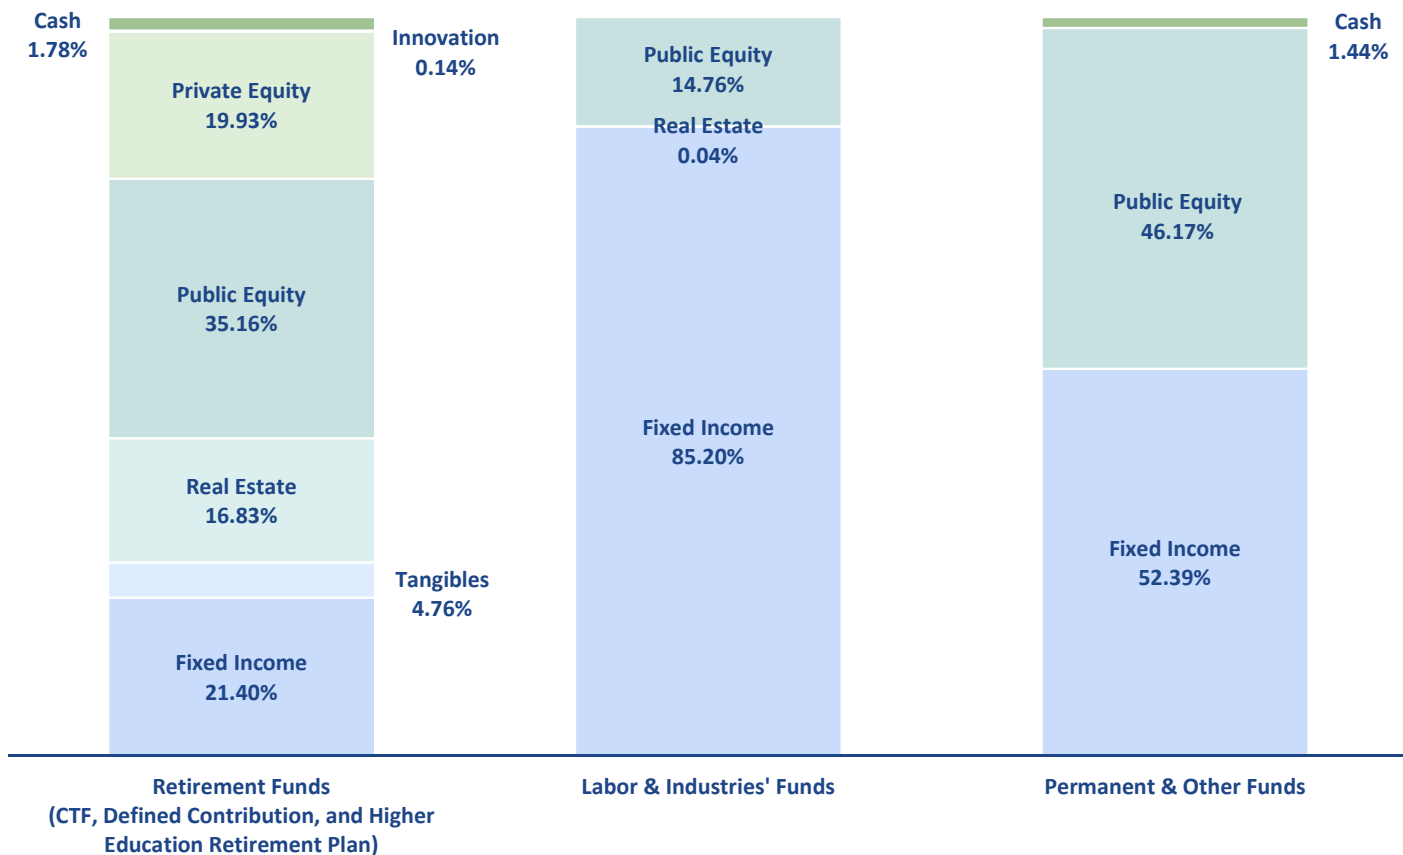 Cash
1.78%
Innovation
0.14%
Private Equity
19.93%
Public Equity
35.16%
Real Estate
16.83%
Tangibles
4.76%
Fixed Income
21.40%
Retirement Funds
(CTF, Defined Contribution, and Higher
Education Retirement Plan)
Public Equity
14.76%
Real Estate
0.04%
Fixed Income
85.20%
Labor & Industries' Funds
Cash
1.44%
Public Equity
46.17%
Fixed Income
52.39%
Permanent & Other Funds